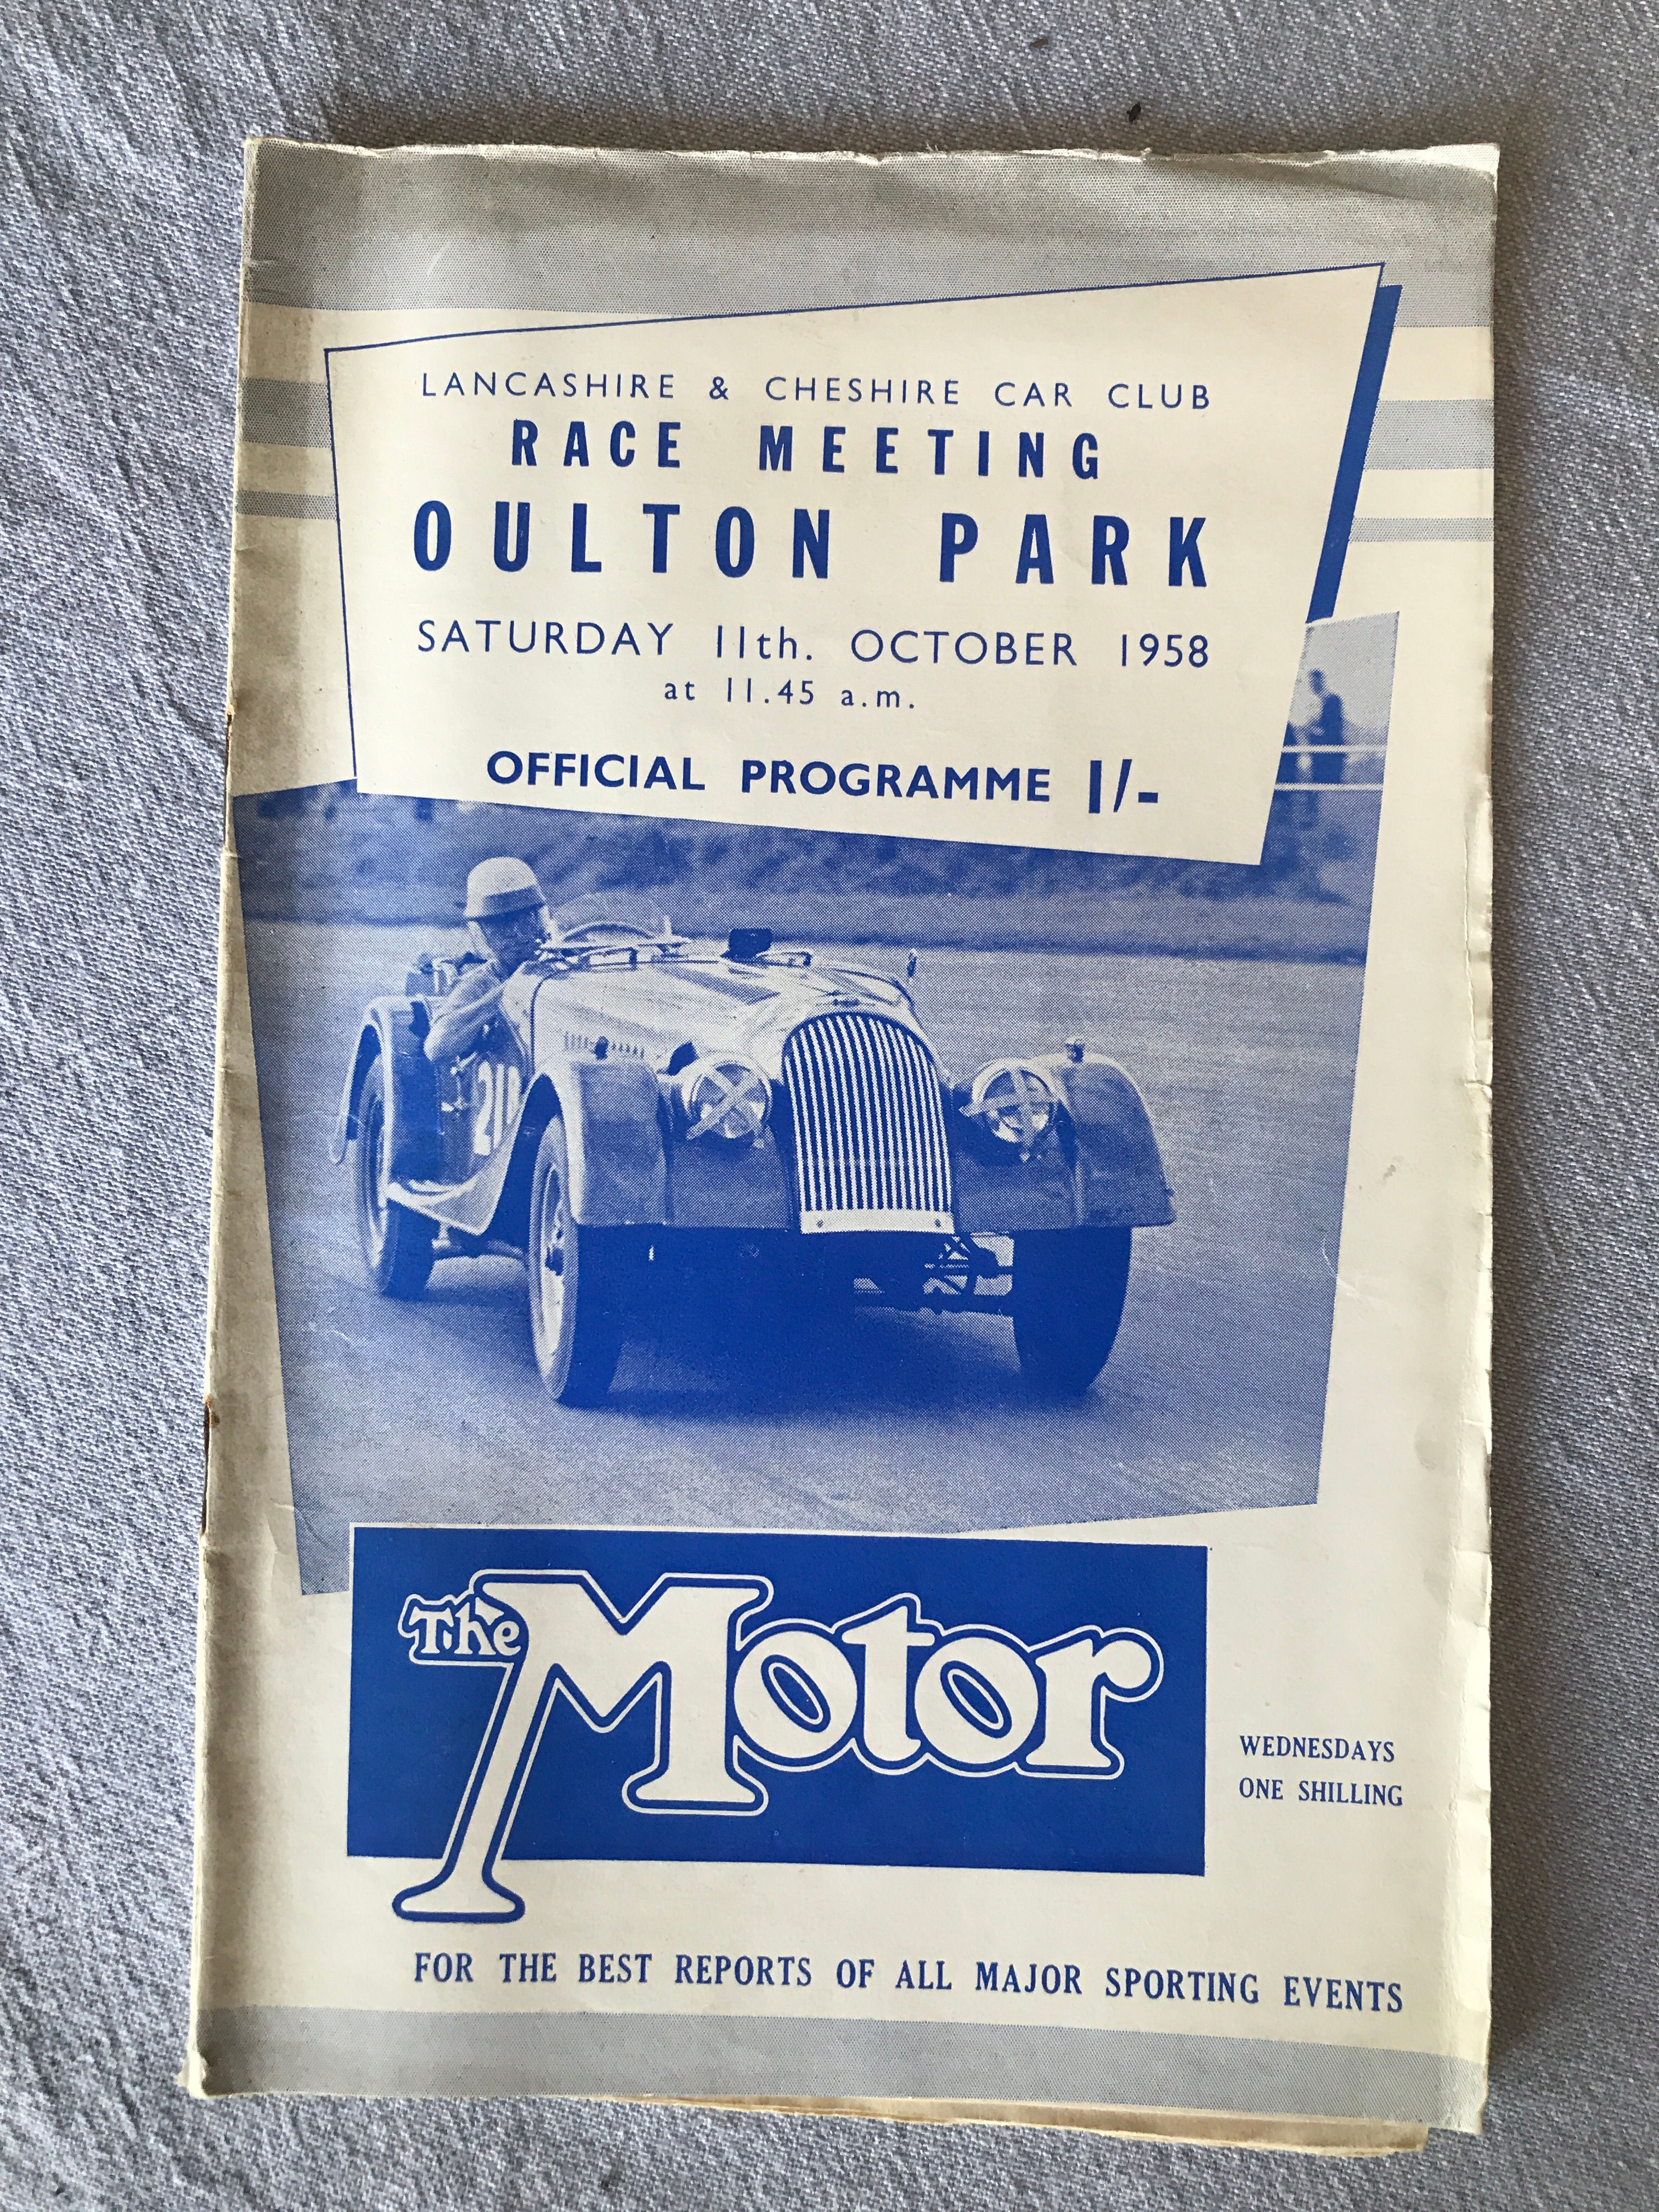 LANCASHIRE & CHESHIRE CAR CLUB
RACE MEETING
OULTON PARK
SATURDAY 11th. OCTOBER 1958
at 11.45 a.m.
OFFICIAL PROGRAMME 1/-
The Motor
WEDNESDAYS
ONE SHILLING
FOR THE BEST REPORTS OF ALL MAJOR SPORTING EVENTS